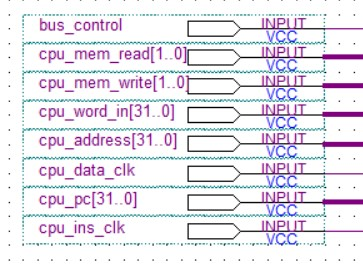 bus_control INPUT
VCC
cpu_mem_read[1..0] INPUT
VCC
cpu_mem_write[1..0] INPUT
VCC
cpu_word_in[31..0] INPUT
VCC
cpu_address[31..0] INPUT
VCC
cpu_data_clk INPUT
VCC
cpu_pc[31..0] INPUT
VCC
cpu_ins_clk INPUT
VCC